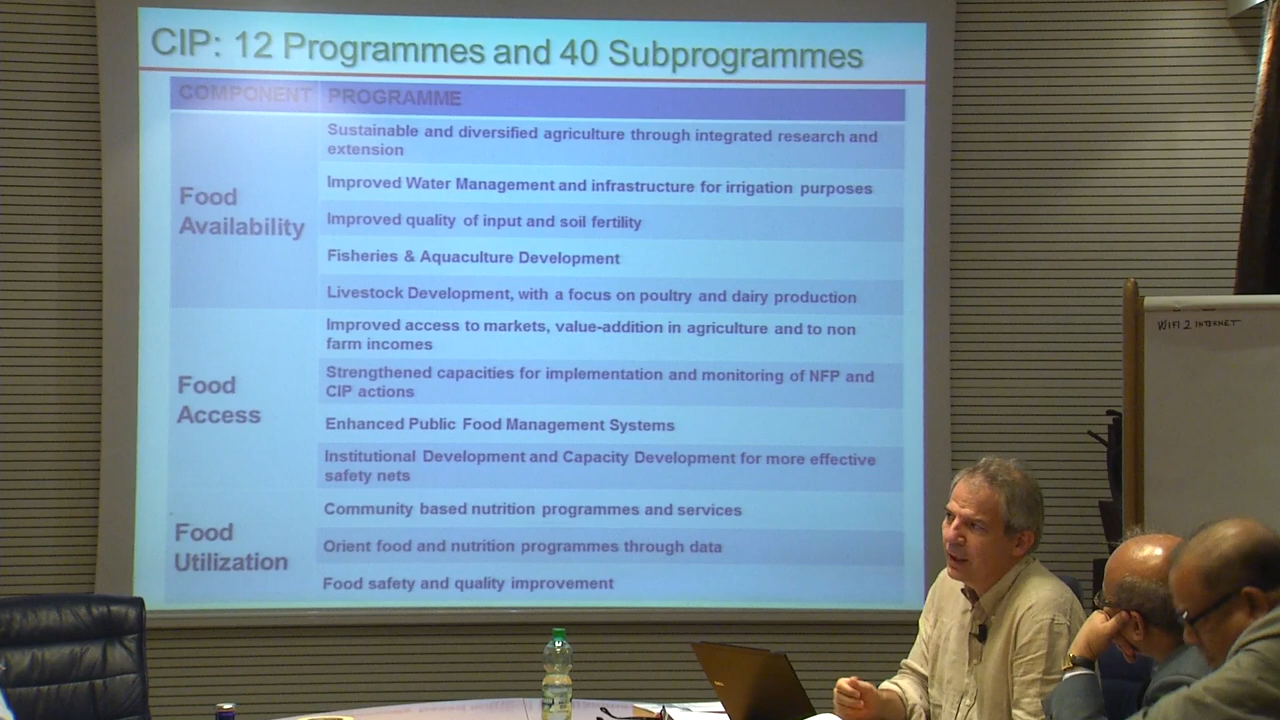 CIP: 12 Programmes and 40 Subprogrammes
COMPONENT PROGRAMME
Food
Availability
Sustainable and diversified agriculture through integrated research and
extension
Improved Water Management and infrastructure for irrigation purposes
Improved quality of input and soil fertility
Fisheries & Aquaculture Development
Livestock Development, with a focus on poultry and dairy production
Food
Access
Improved access to markets, value-addition in agriculture and to non
farm incomes
Strengthened capacities for implementation and monitoring of NFP and
CIP actions
Enhanced Public Food Management Systems
Institutional Development and Capacity Development for more effective
safety nets
Food
Utilization
Community based nutrition programmes and services
Orient food and nutrition programmes through data
Food safety and quality improvement
WIFI 2 INTERNET